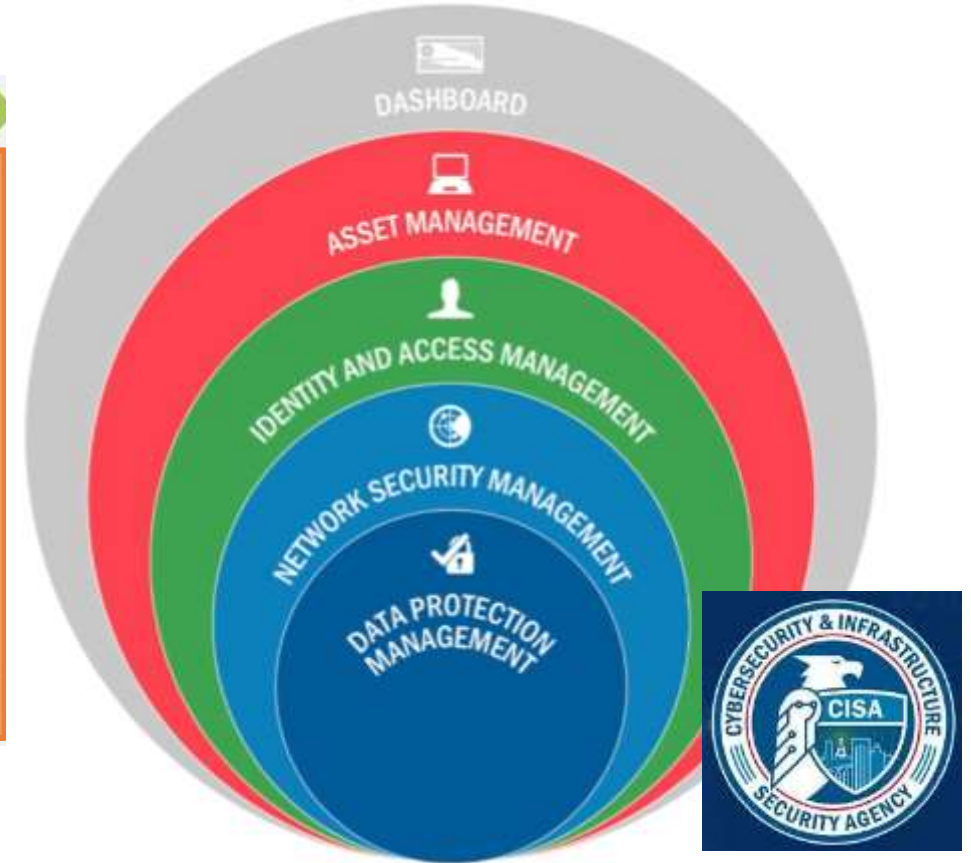 DASHBOARD
ASSET MANAGEMENT
IDENTITY AND ACCESS MANAGEMENT
NETWORK SECURITY MANAGEMENT
DATA PROTECTION
MANAGEMENT
CYBERSECURITY & INFRASTRUCTURE
CISA
SECURITY AGENCY